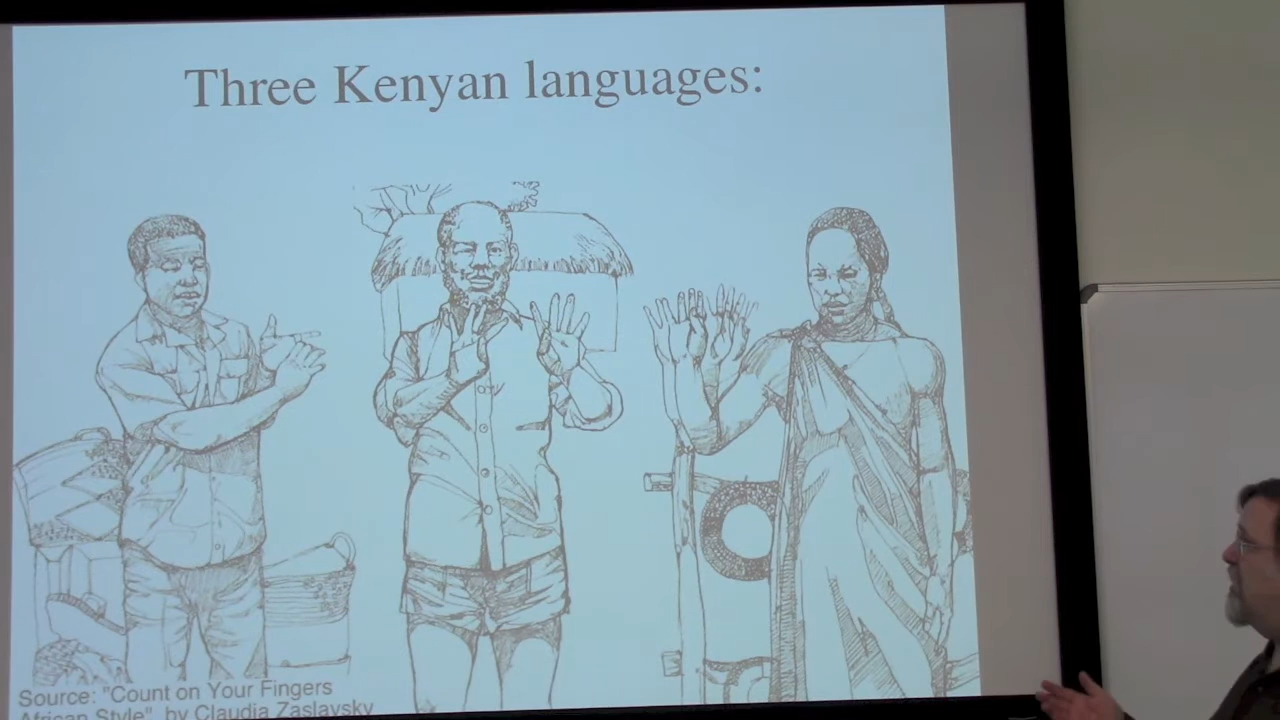 Three Kenyan languages:
Source: "Count on Your Fingers
African Style", by Claudia Zaslavsky